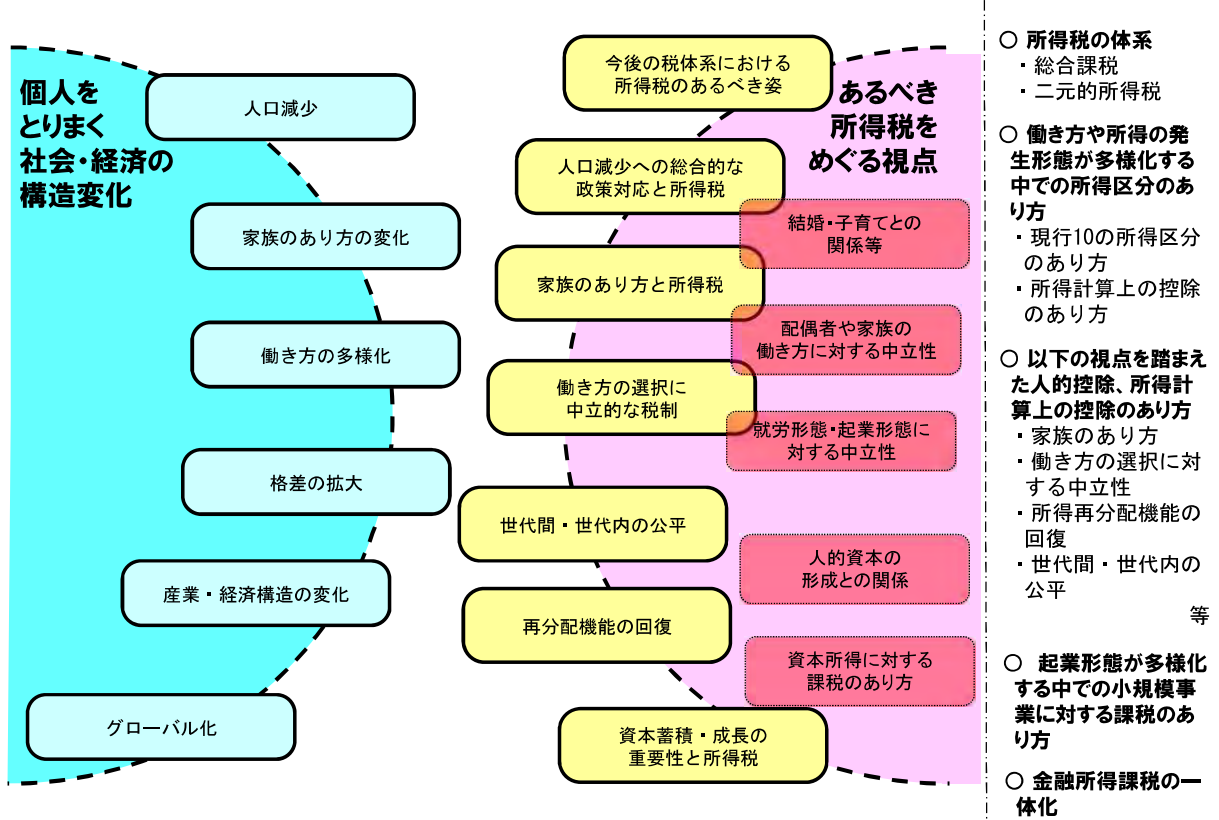 個人を
とりまく
社会・経済の
構造変化
人口減少
家族のあり方の変化
働き方の多様化
格差の拡大
産業・経済構造の変化
グローバル化
あるべき
所得税を
めぐる視点
今後の税体系における
所得税のあるべき姿
人口減少への総合的な
政策対応と所得税
家族のあり方と所得税
働き方の選択に
中立的な税制
世代間・世代内の公平
再分配機能の回復
資本蓄積・成長の
重要性と所得税
結婚・子育てとの
関係等
配偶者や家族の
働き方に対する中立性
就労形態・起業形態に
対する中立性
人的資本の
形成との関係
資本所得に対する
課税のあり方
○ 所得税の体系
・総合課税
・二元的所得税
○ 働き方や所得の発
生形態が多様化する
中での所得区分のあ
り方
・現行10の所得区分
のあり方
・所得計算上の控除
のあり方
○ 以下の視点を踏まえ
た人的控除、所得計
算上の控除のあり方
・家族のあり方
・働き方の選択に対
する中立性
・所得再分配機能の
回復
・世代間・世代内の
公平
等
○ 起業形態が多様化
する中での小規模事
業に対する課税のあ
り方
○ 金融所得課税の一
体化